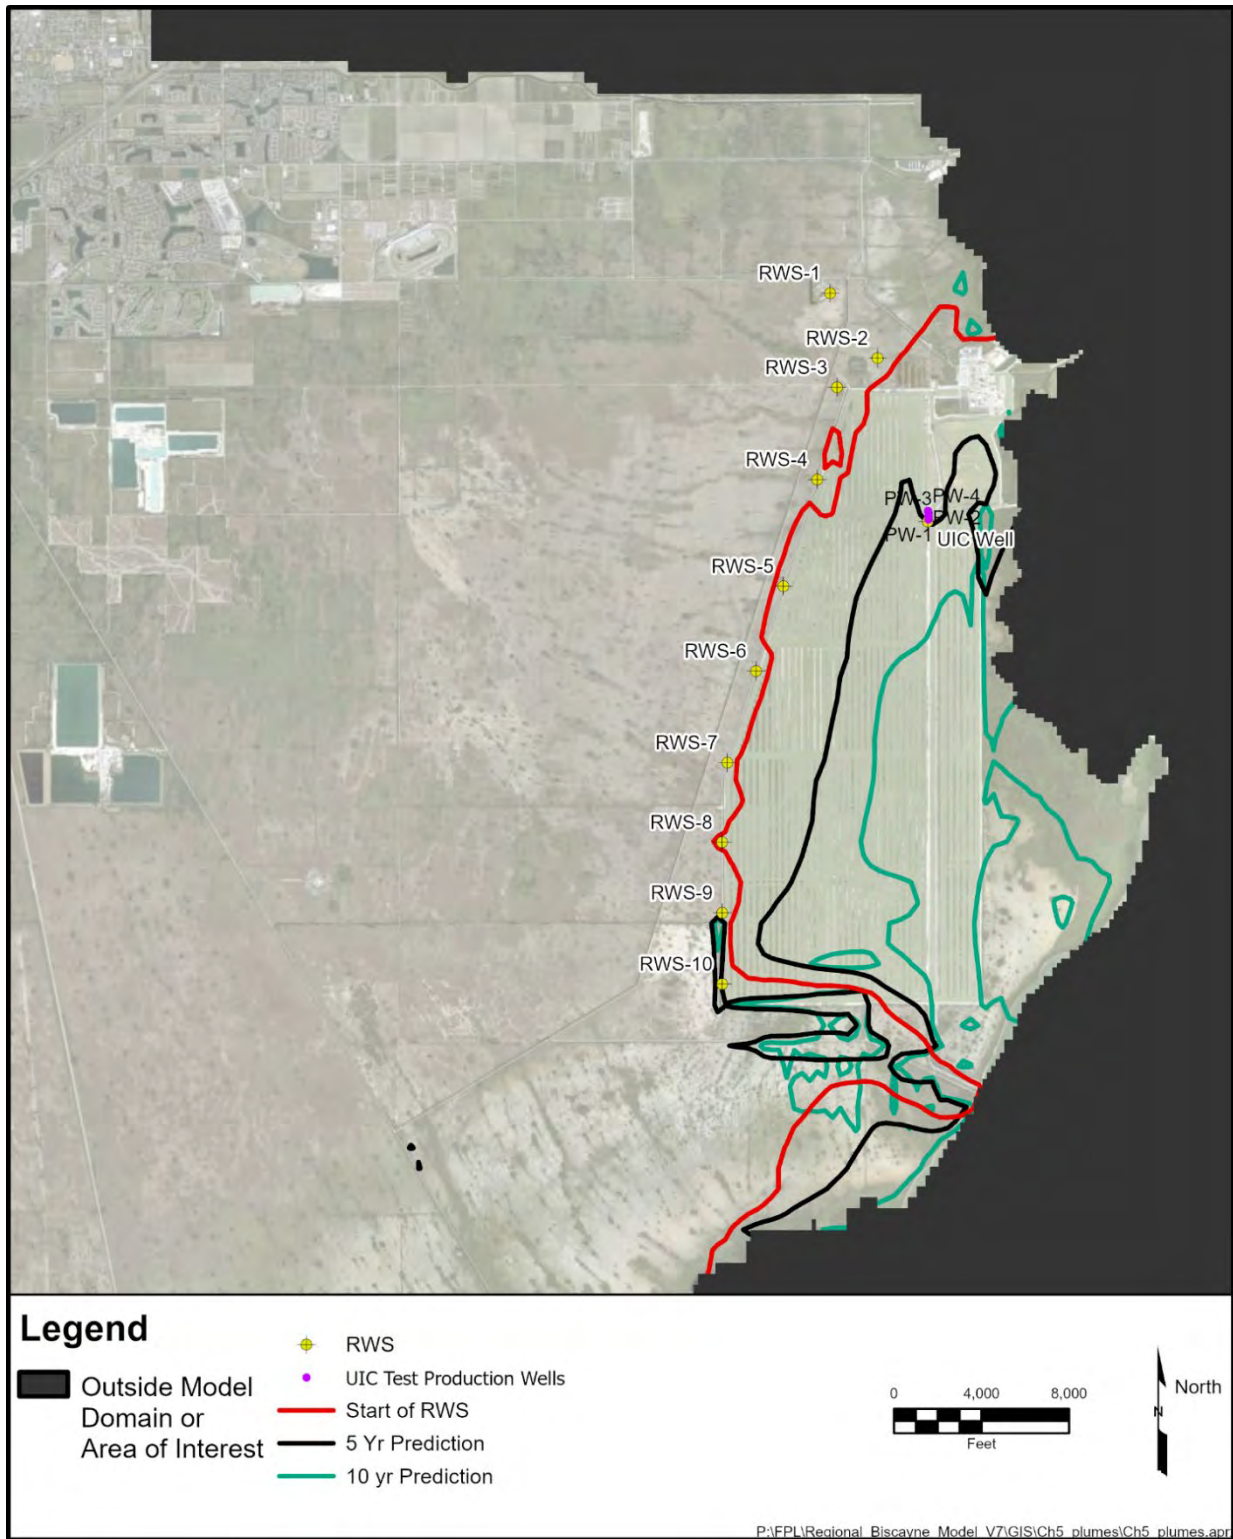 RWS-1
RWS-2
RWS-3
RWS-4
PW-3
PW-4
PW-2
PW-1
UIC Well
RWS-5
RWS-6
RWS-7
RWS-8
RWS-9
RWS-10
Legend
Outside Model
Domain or
Area of Interest
RWS
UIC Test Production Wells
Start of RWS
5 Yr Prediction
10 yr Prediction
0 4,000 8,000
Feet
N
North
P:\FPL\Regional_Biscayne_Model_V7\GIS\Ch5_plumes\Ch5_plumes.apr